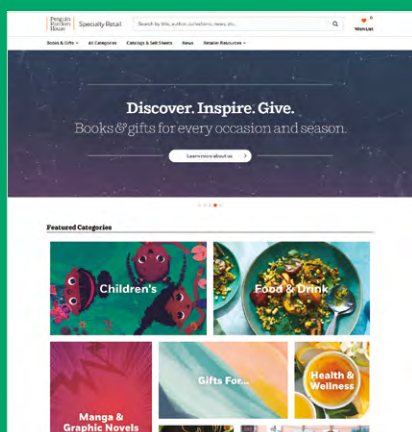 Penguin
Random
House
Specialty Retail
Search by title, author, collections, news, etc.
0
Wish List
Books & Gifts
All Categories
Catalogs & Sell Sheets
News
Retailer Resources
Discover. Inspire. Give.
Books & gifts for every occasion and season.
Learn more about us
Featured Categories
Children's
Food & Drink
Manga &
Graphic Novels
Gifts For...
Health &
Wellness